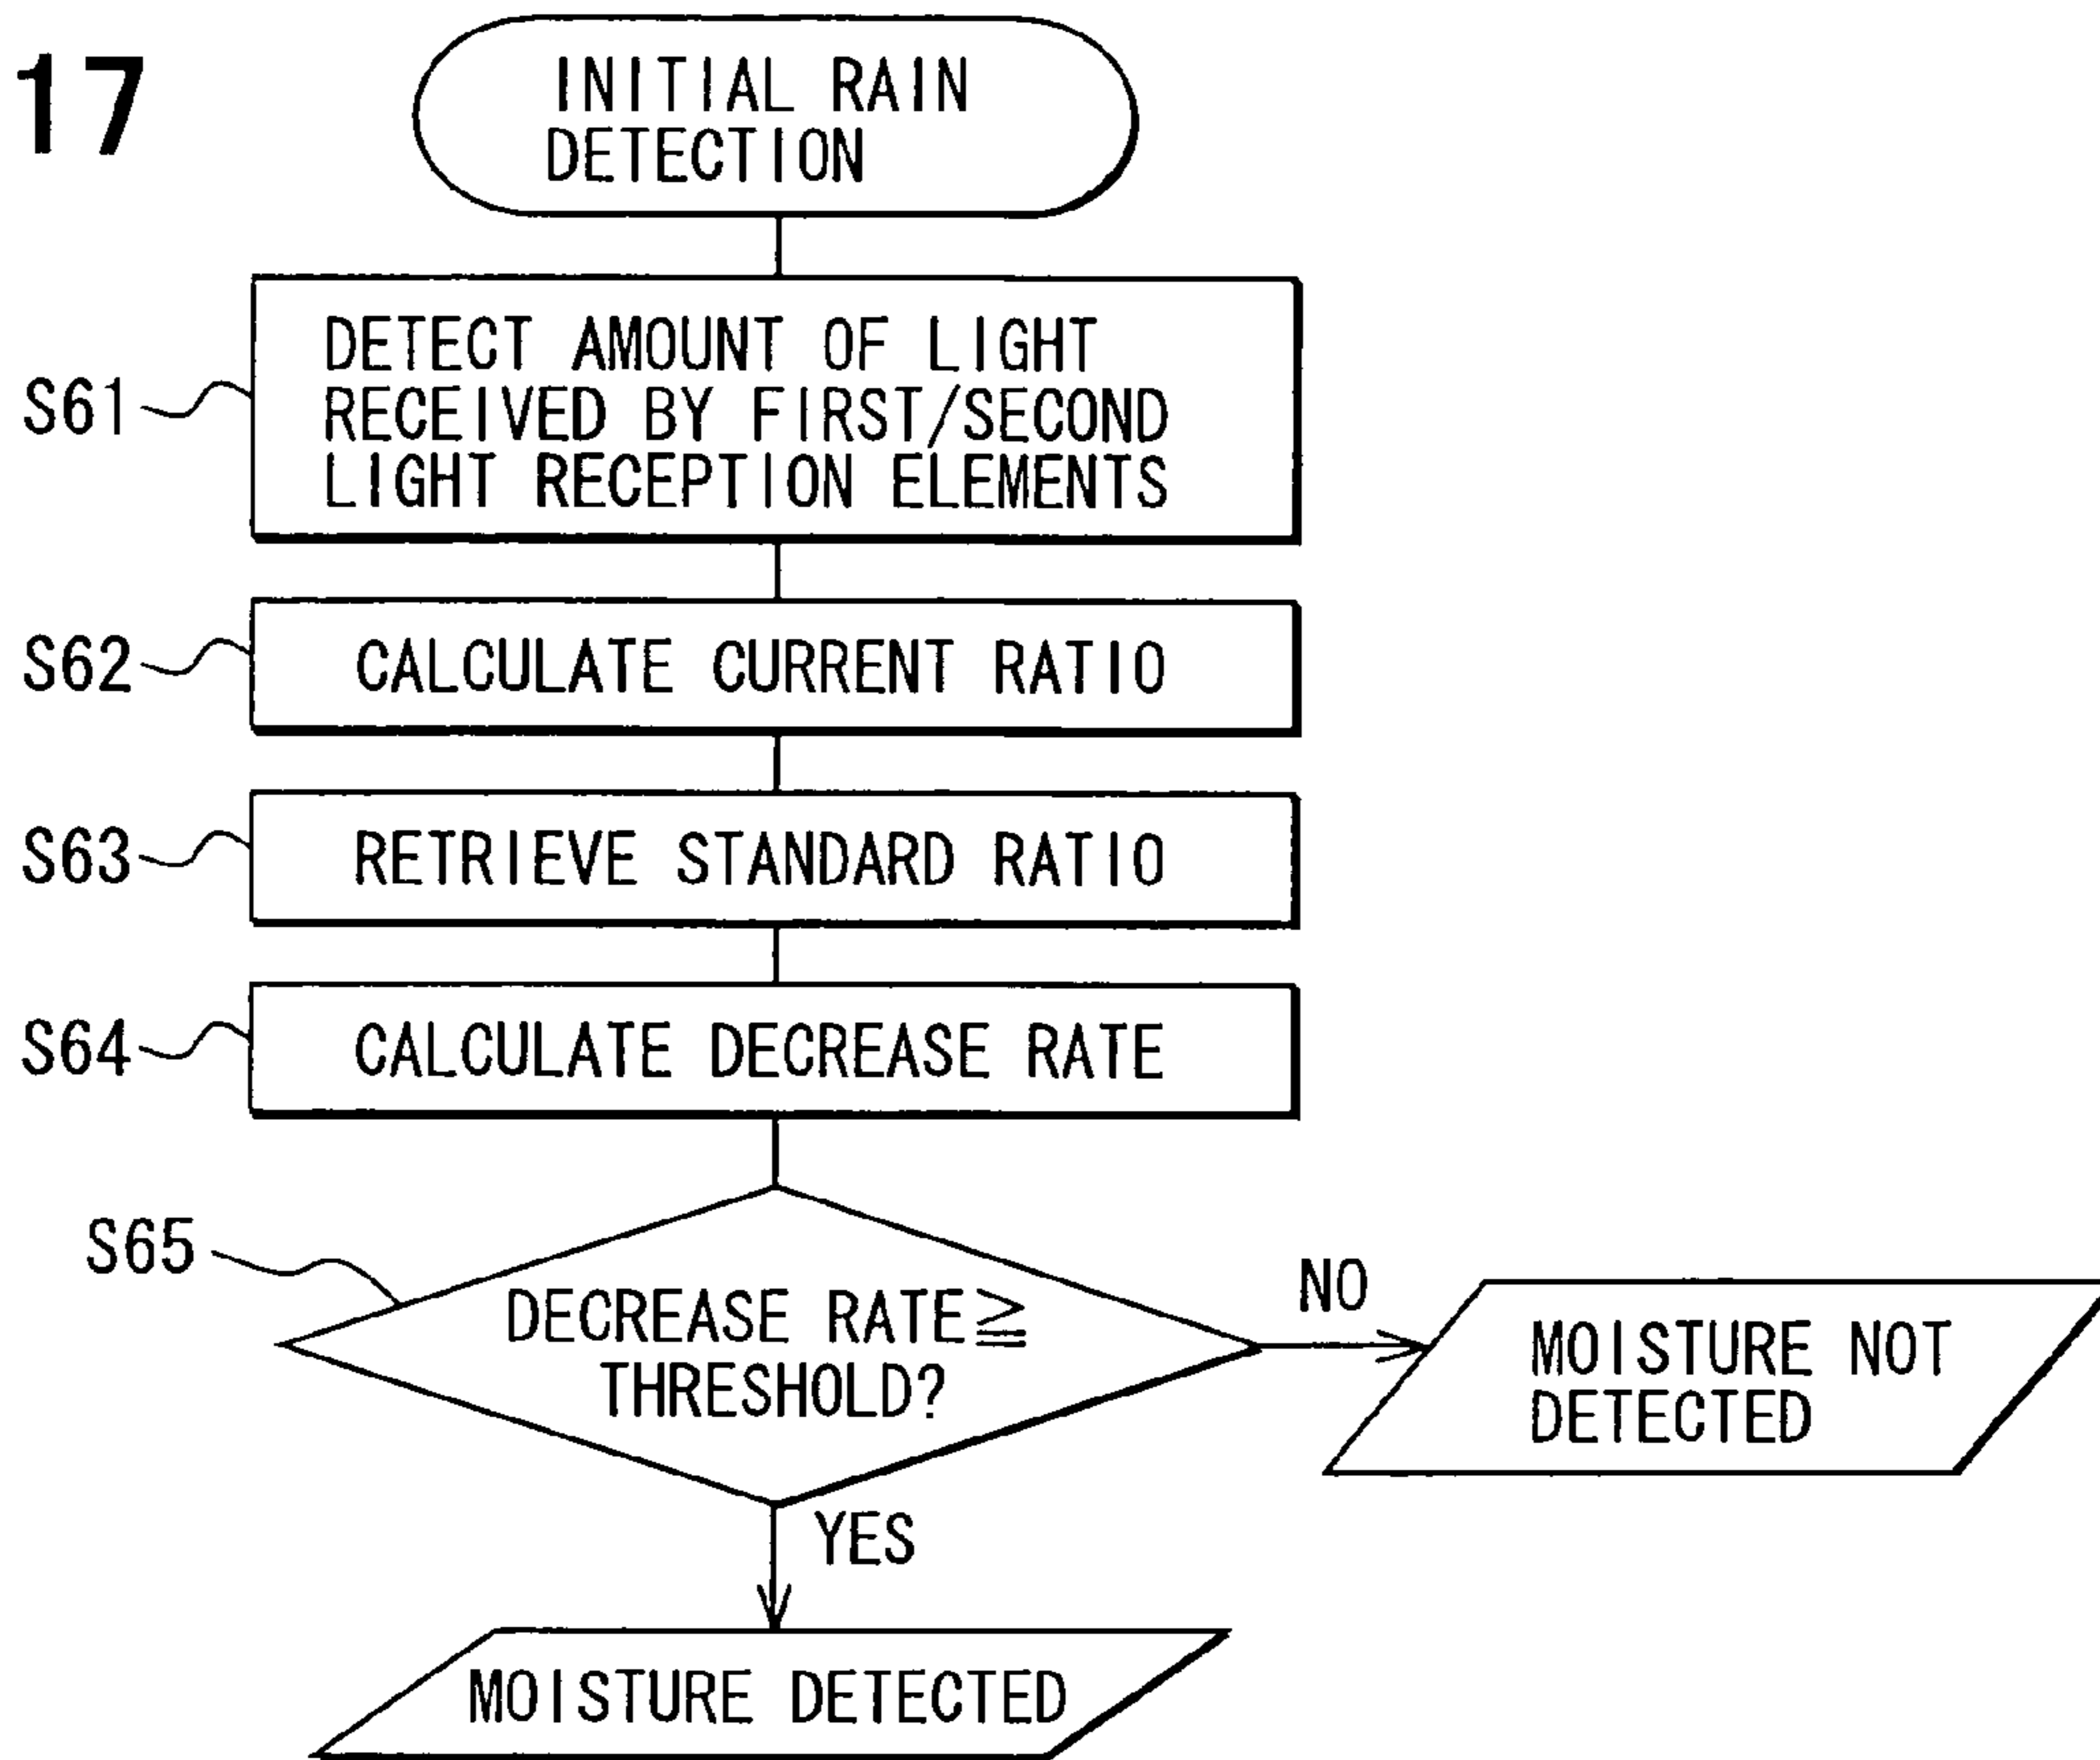 17
INITIAL RAIN
DETECTION
S61
DETECT AMOUNT OF LIGHT
RECEIVED BY FIRST/SECOND
LIGHT RECEPTION ELEMENTS
S62
CALCULATE CURRENT RATIO
S63
RETRIEVE STANDARD RATIO
S64
CALCULATE DECREASE RATE
S65
DECREASE RATE≧
THRESHOLD?
NO
MOISTURE NOT
DETECTED
YES
MOISTURE DETECTED